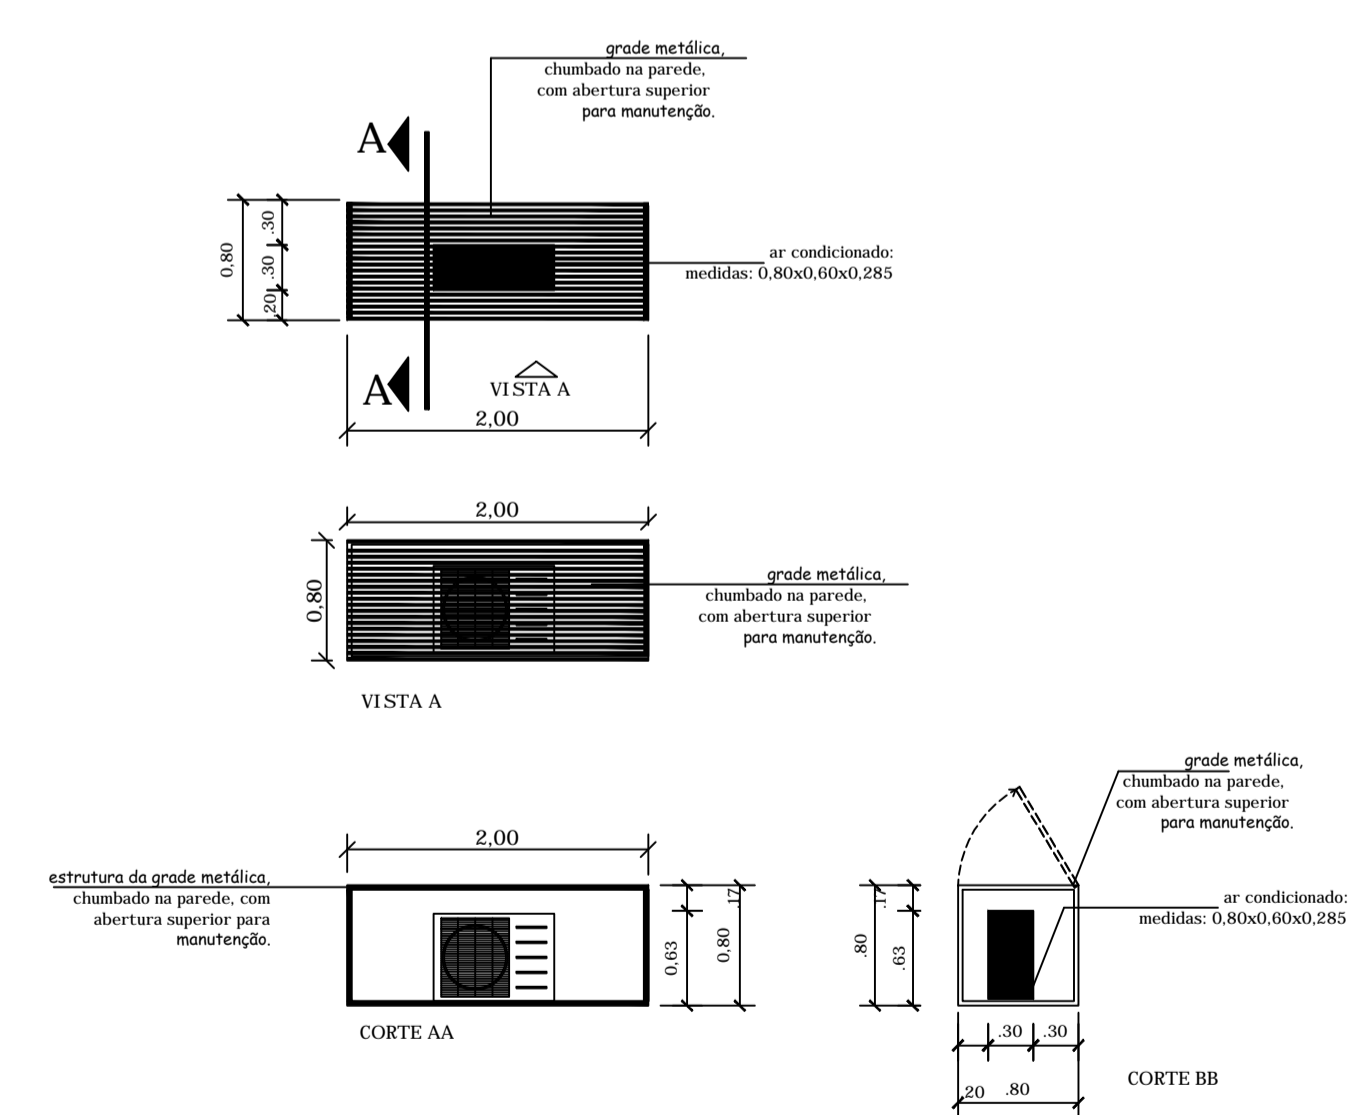 grade metálica,
chumbado na parede,
com abertura superior
para manutenção.
A
.30
0,80
.30
.20
ar condicionado:
medidas: 0,80x0,60x0,285
A
VISTA A
2,00
2,00
0,80
grade metálica,
chumbado na parede,
com abertura superior
para manutenção.
VISTA A
grade metálica,
chumbado na parede,
com abertura superior
para manutenção.
2,00
estrutura da grade metálica,
chumbado na parede, com
abertura superior para
manutenção.
.17
0,63
0,80
.17
.80
.63
ar condicionado:
medidas: 0,80x0,60x0,285
CORTE AA
.30
.30
CORTE BB
.20
.80